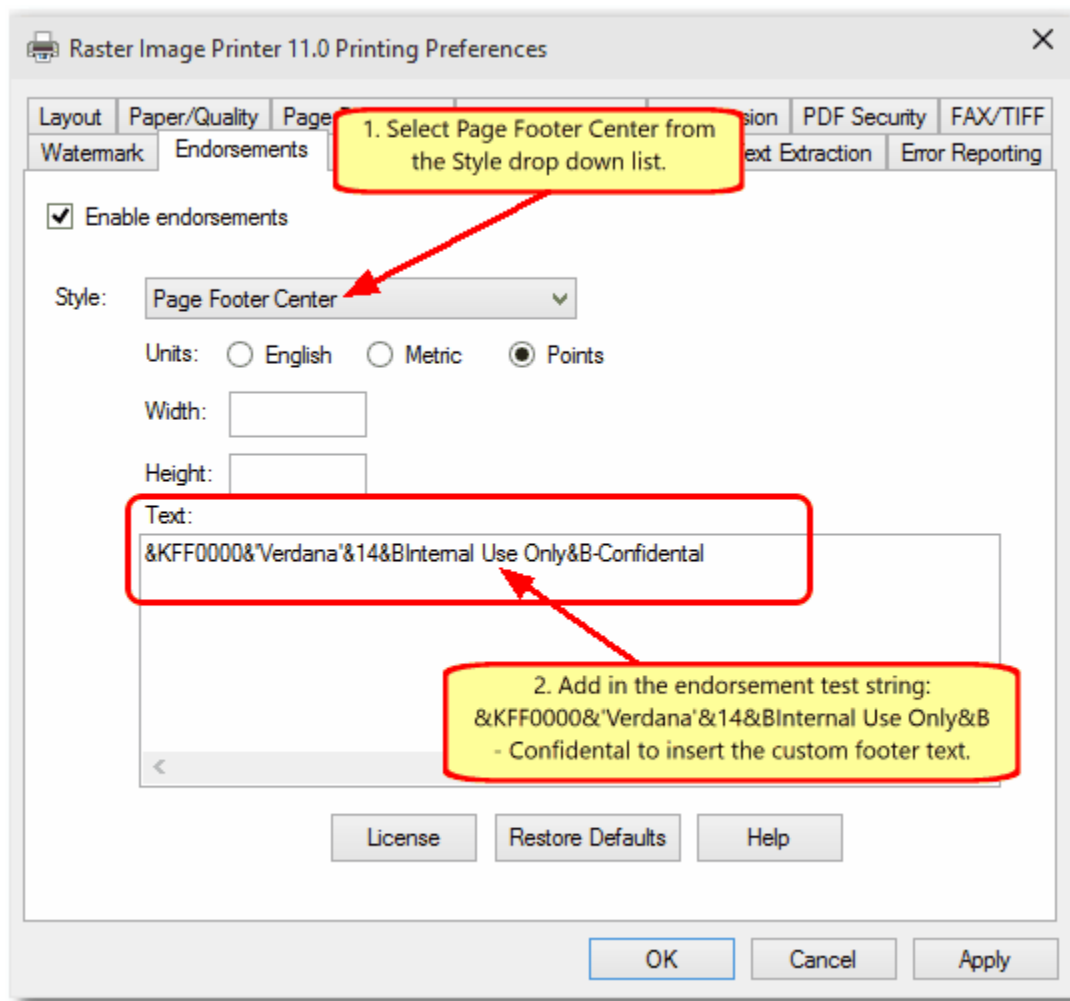 Raster Image Printer 11.0 Printing Preferences
Layout Paper/Quality Page PDF Security FAX/TIFF
Watermark Endorsements Error Reporting
1. Select Page Footer Center from
the Style drop down list.
Enable endorsements
Style: Page Footer Center
Units: English Metric Points
Width:
Height:
Text:
&KFF0000&'Verdana'&14&BInternal Use Only&B-Confidental
2. Add in the endorsement test string:
&KFF0000&'Verdana'&14&BInternal Use Only&B
- Confidental to insert the custom footer text.
License Restore Defaults Help
OK Cancel Apply